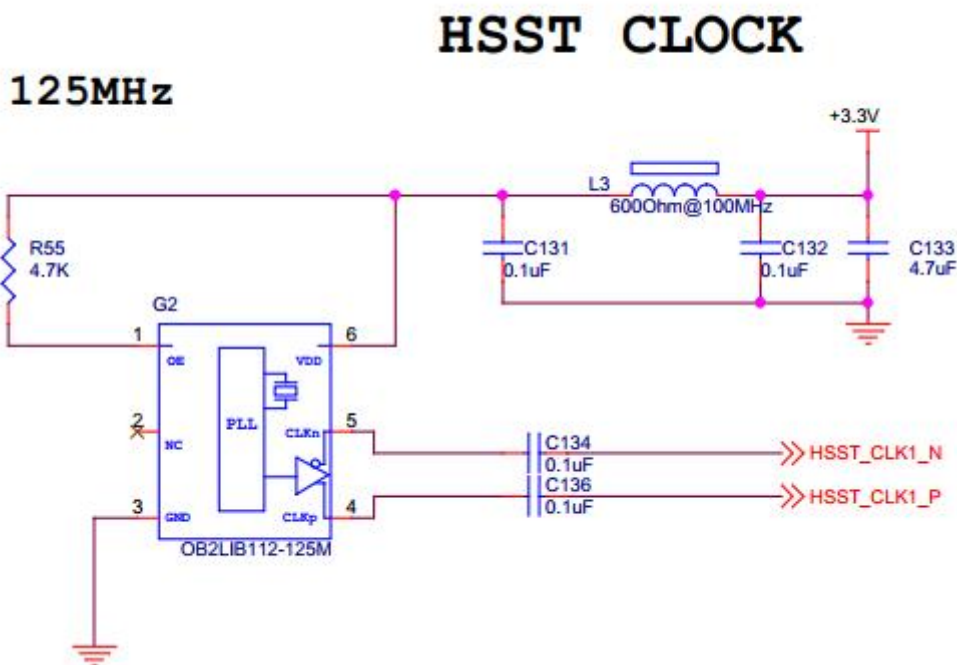 HSST CLOCK
125MHz
+3.3V
L3
600Ohm@100MHz
R55
4.7K
C131
0.1uF
C132
0.1uF
C133
4.7uF
G2
1
6
OE
VDD
PLL
2
5
NC
CLKn
C134
0.1uF
HSST_CLK1_N
C136
0.1uF
HSST_CLK1_P
3
4
GND
CLKp
OB2LIB112-125M